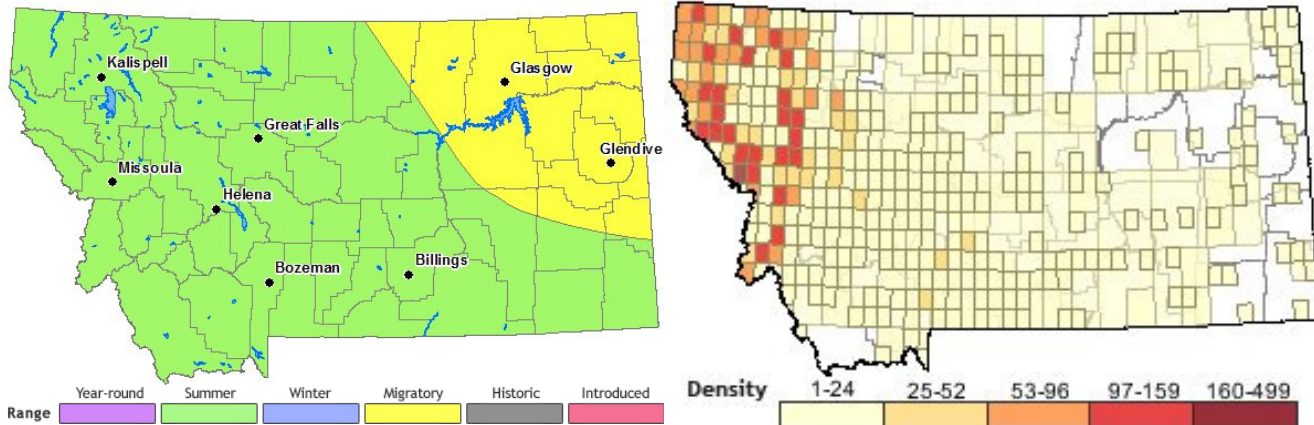 Kalispell
Glasgow
Great Falls
Glendive
Missoula
Helena
Bozeman
Billings
Year-round Summer Winter Migratory Historic Introduced
Range
Density 1-24 25-52 53-96 97-159 160-499